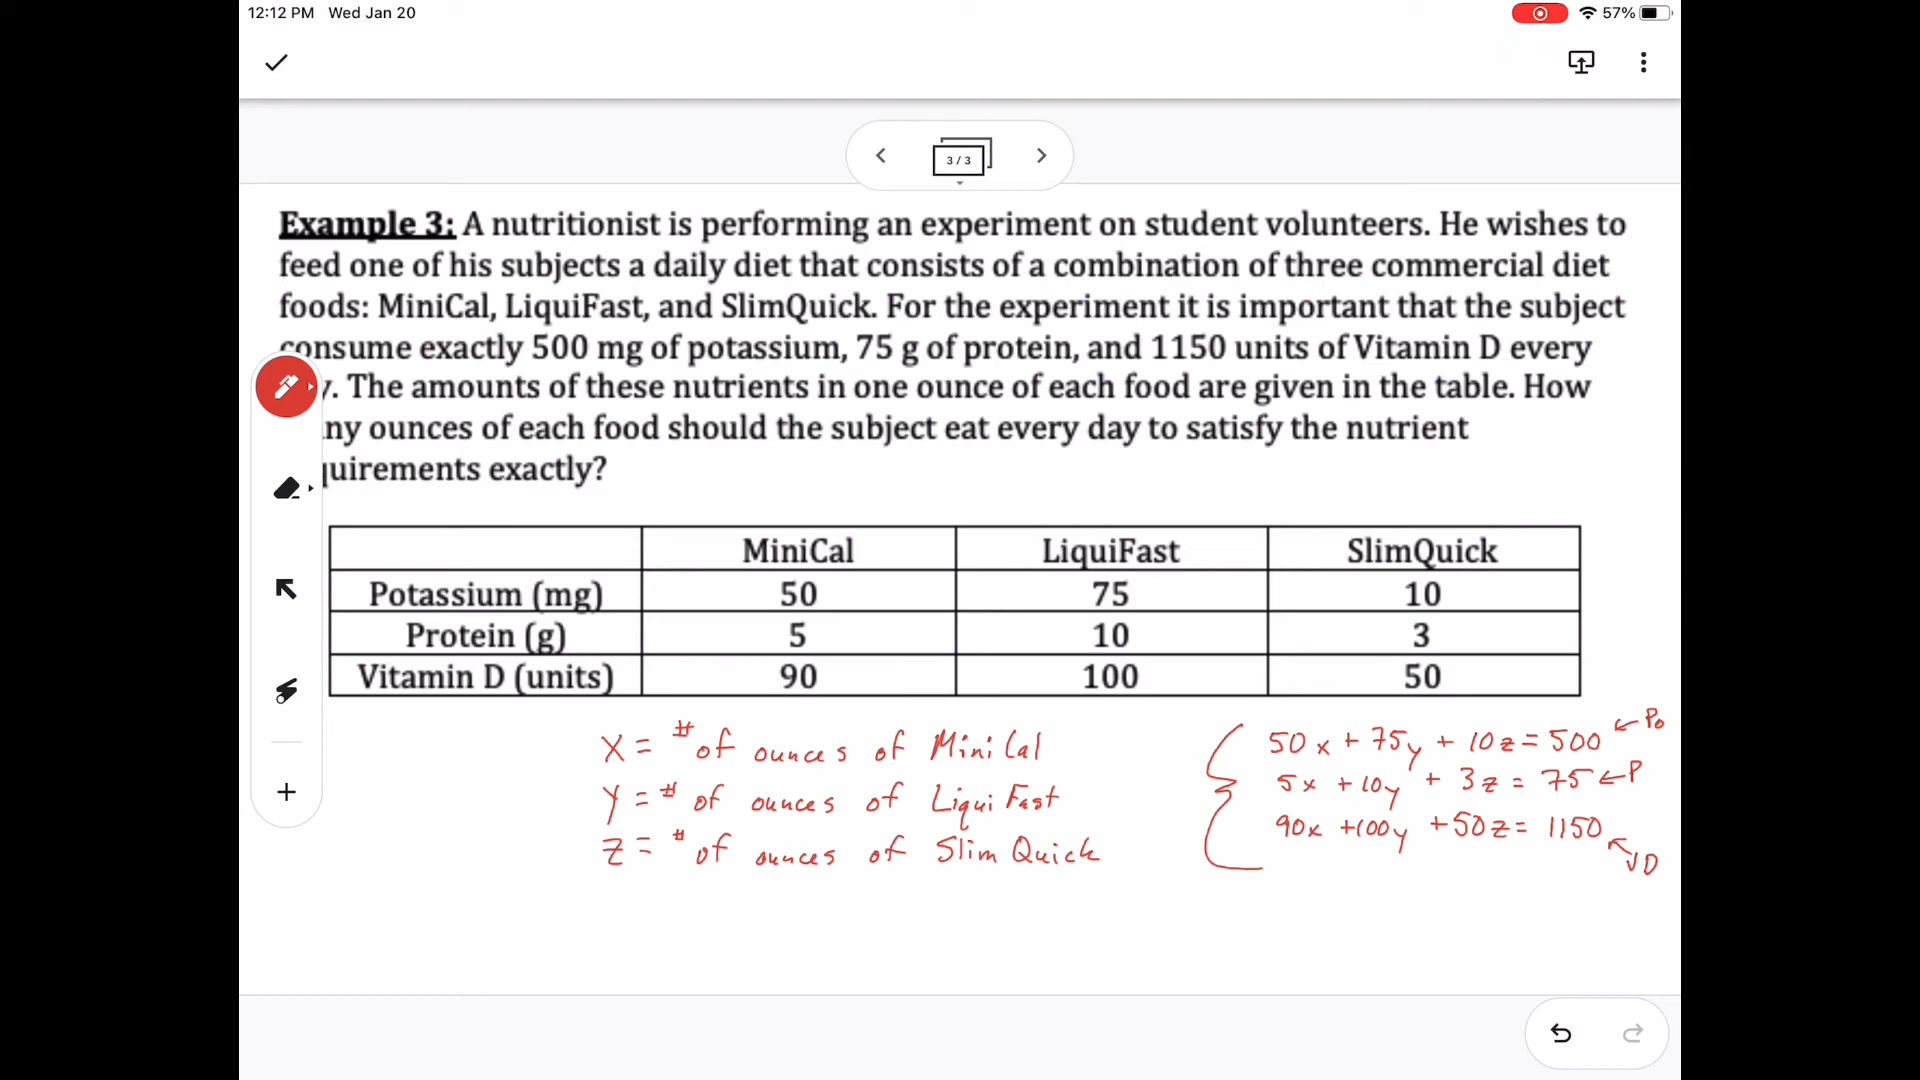 12:12 PM Wed Jan 20
57%
3 / 3
Example 3: A nutritionist is performing an experiment on student volunteers. He wishes to
feed one of his subjects a daily diet that consists of a combination of three commercial diet
foods: MiniCal, LiquiFast, and SlimQuick. For the experiment it is important that the subject
consume exactly 500 mg of potassium, 75 g of protein, and 1150 units of Vitamin D every
. The amounts of these nutrients in one ounce of each food are given in the table. How
ny ounces of each food should the subject eat every day to satisfy the nutrient
quirements exactly?
MiniCal LiquiFast SlimQuick
Potassium (mg) 50 75 10
Protein (g) 5 10 3
Vitamin D (units) 90 100 50
X = # of ounces of MiniCal
Y = # of ounces of LiquiFast
Z = # of ounces of Slim Quick
50x + 75y + 10z = 500 ← Po
5x + 10y + 3z = 75 ← P
90x + 100y + 50z = 1150
↖ VD